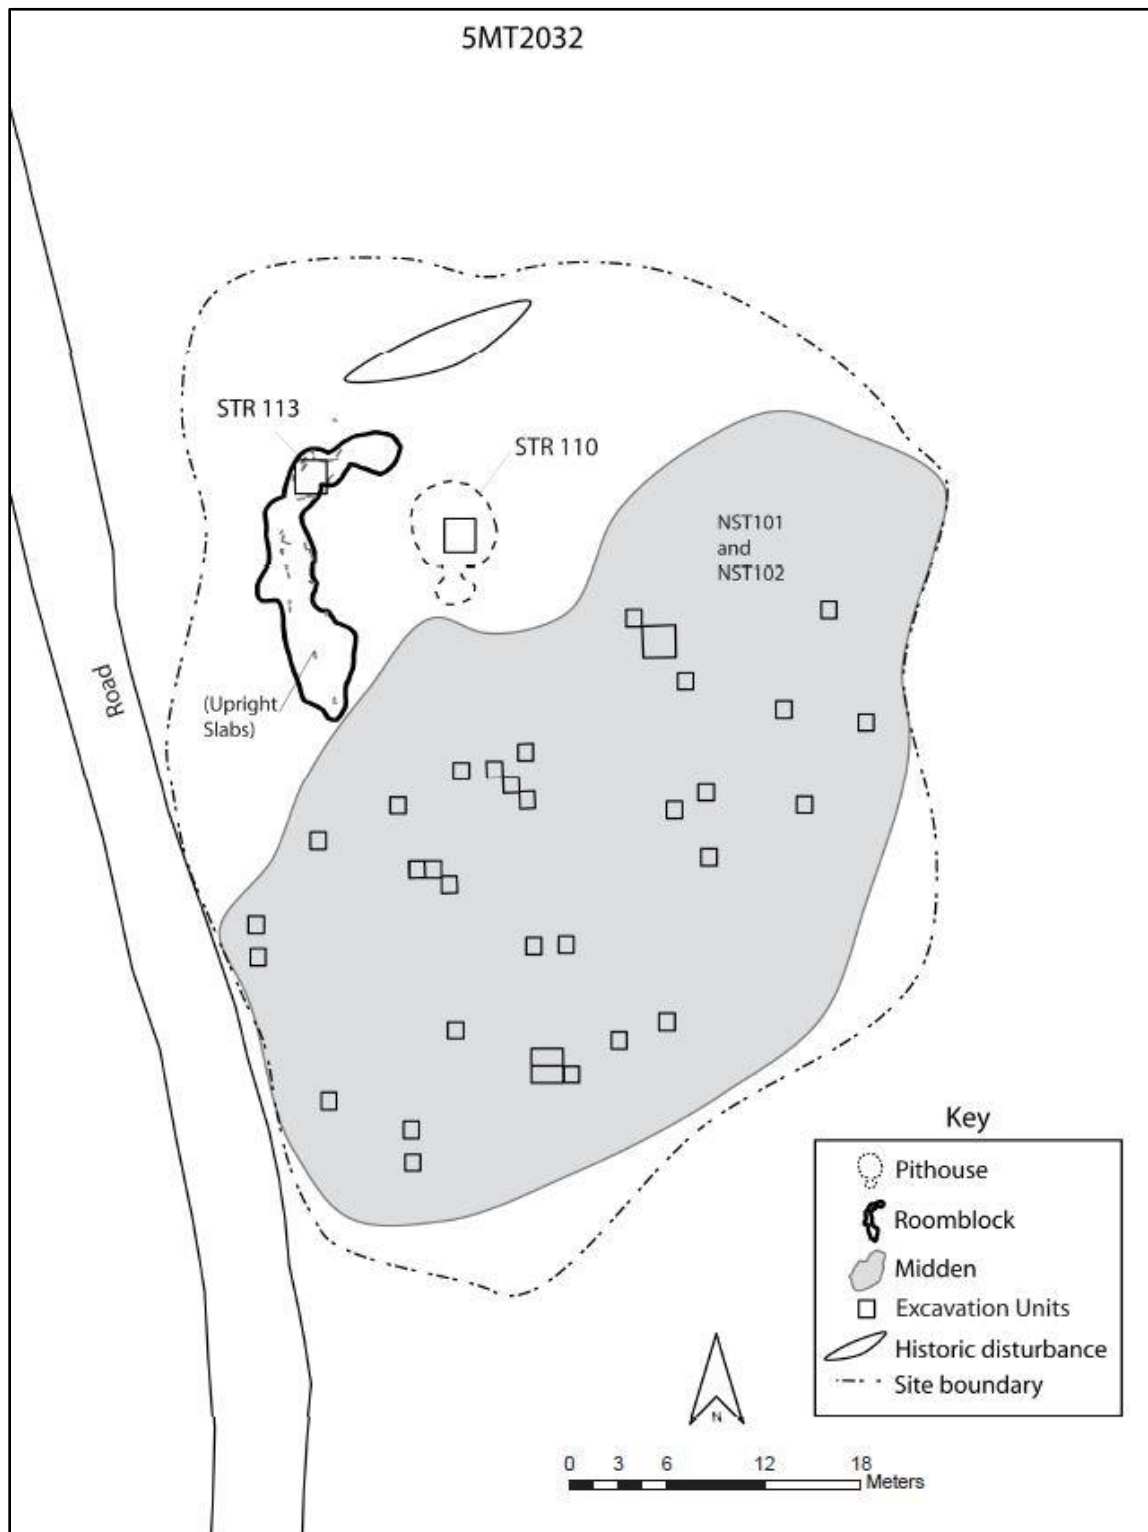 5MT2032
STR 113
STR 110
NST101
and
NST102
Road
(Upright
Slabs)
Key
Pithouse
Roomblock
Midden
Excavation Units
Historic disturbance
Site boundary
N
0 3 6 12 18
Meters